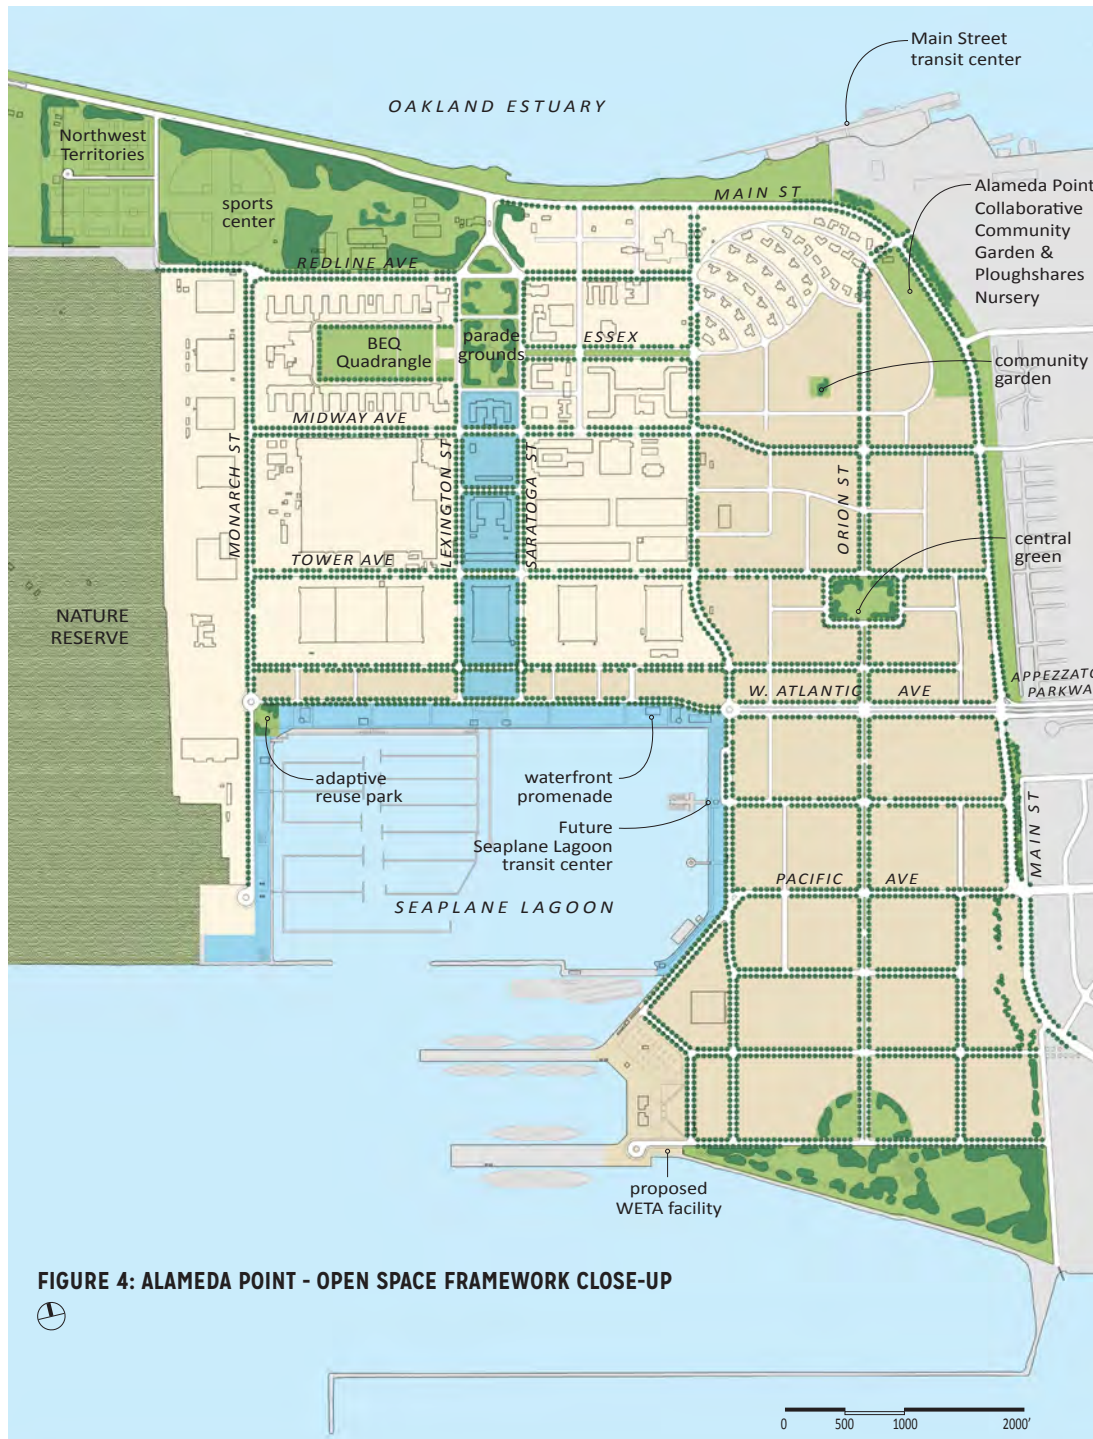 Main Street
transit center
OAKLAND ESTUARY
Northwest
Territories
MAIN ST
Alameda Point
Collaborative
Community
Garden &
Ploughshares
Nursery
sports
center
REDLINE AVE
parade
grounds
ESSEX
BEQ
Quadrangle
community
garden
MIDWAY AVE
MONARCH ST
LEXINGTON ST
SARATOGA ST
ORION ST
central
green
TOWER AVE
NATURE
RESERVE
APPEZZATO
PARKWAY
W. ATLANTIC AVE
adaptive
reuse park
waterfront
promenade
Future
Seaplane Lagoon
transit center
MAIN ST
PACIFIC AVE
SEAPLANE LAGOON
proposed
WETA facility
FIGURE 4: ALAMEDA POINT - OPEN SPACE FRAMEWORK CLOSE-UP
0 500 1000 2000'